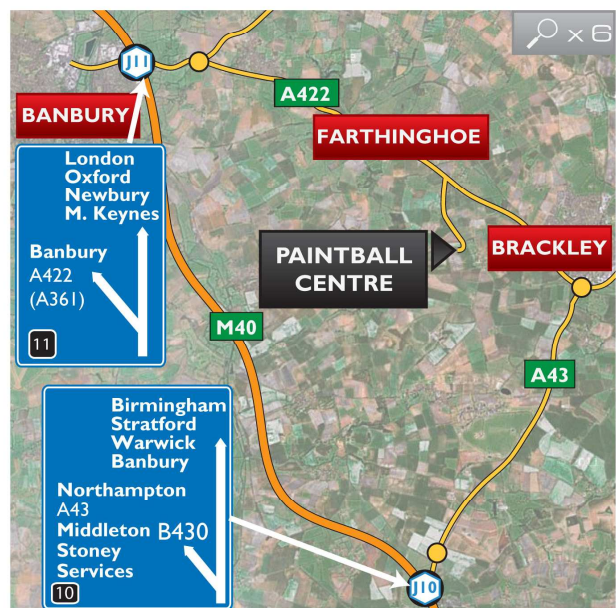 x 6
J11
A422
BANBURY
FARTHINGHOE
London
Oxford
Newbury
M. Keynes
Banbury
A422
(A361)
11
PAINTBALL
CENTRE
BRACKLEY
M40
A43
Birmingham
Stratford
Warwick
Banbury
Northampton
A43
Middleton B430
Stoney
Services
10
J10